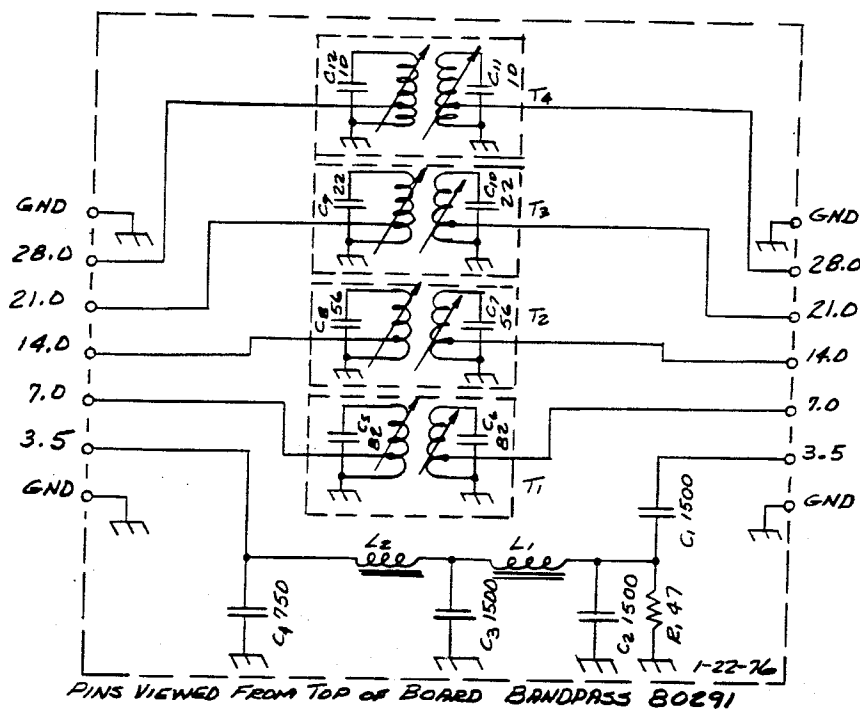 C12 10
C11 10
T4
C9 22
C10 22
T3
C8 56
C7 56
T2
C5 82
C6 82
T1
GND
28.0
21.0
14.0
7.0
3.5
GND
GND
28.0
21.0
14.0
7.0
3.5
GND
C1 1500
L2
L1
C4 750
C3 1500
C2 1500
R1 47
1-22-76
PINS VIEWED FROM TOP OF BOARD BANDPASS 80291